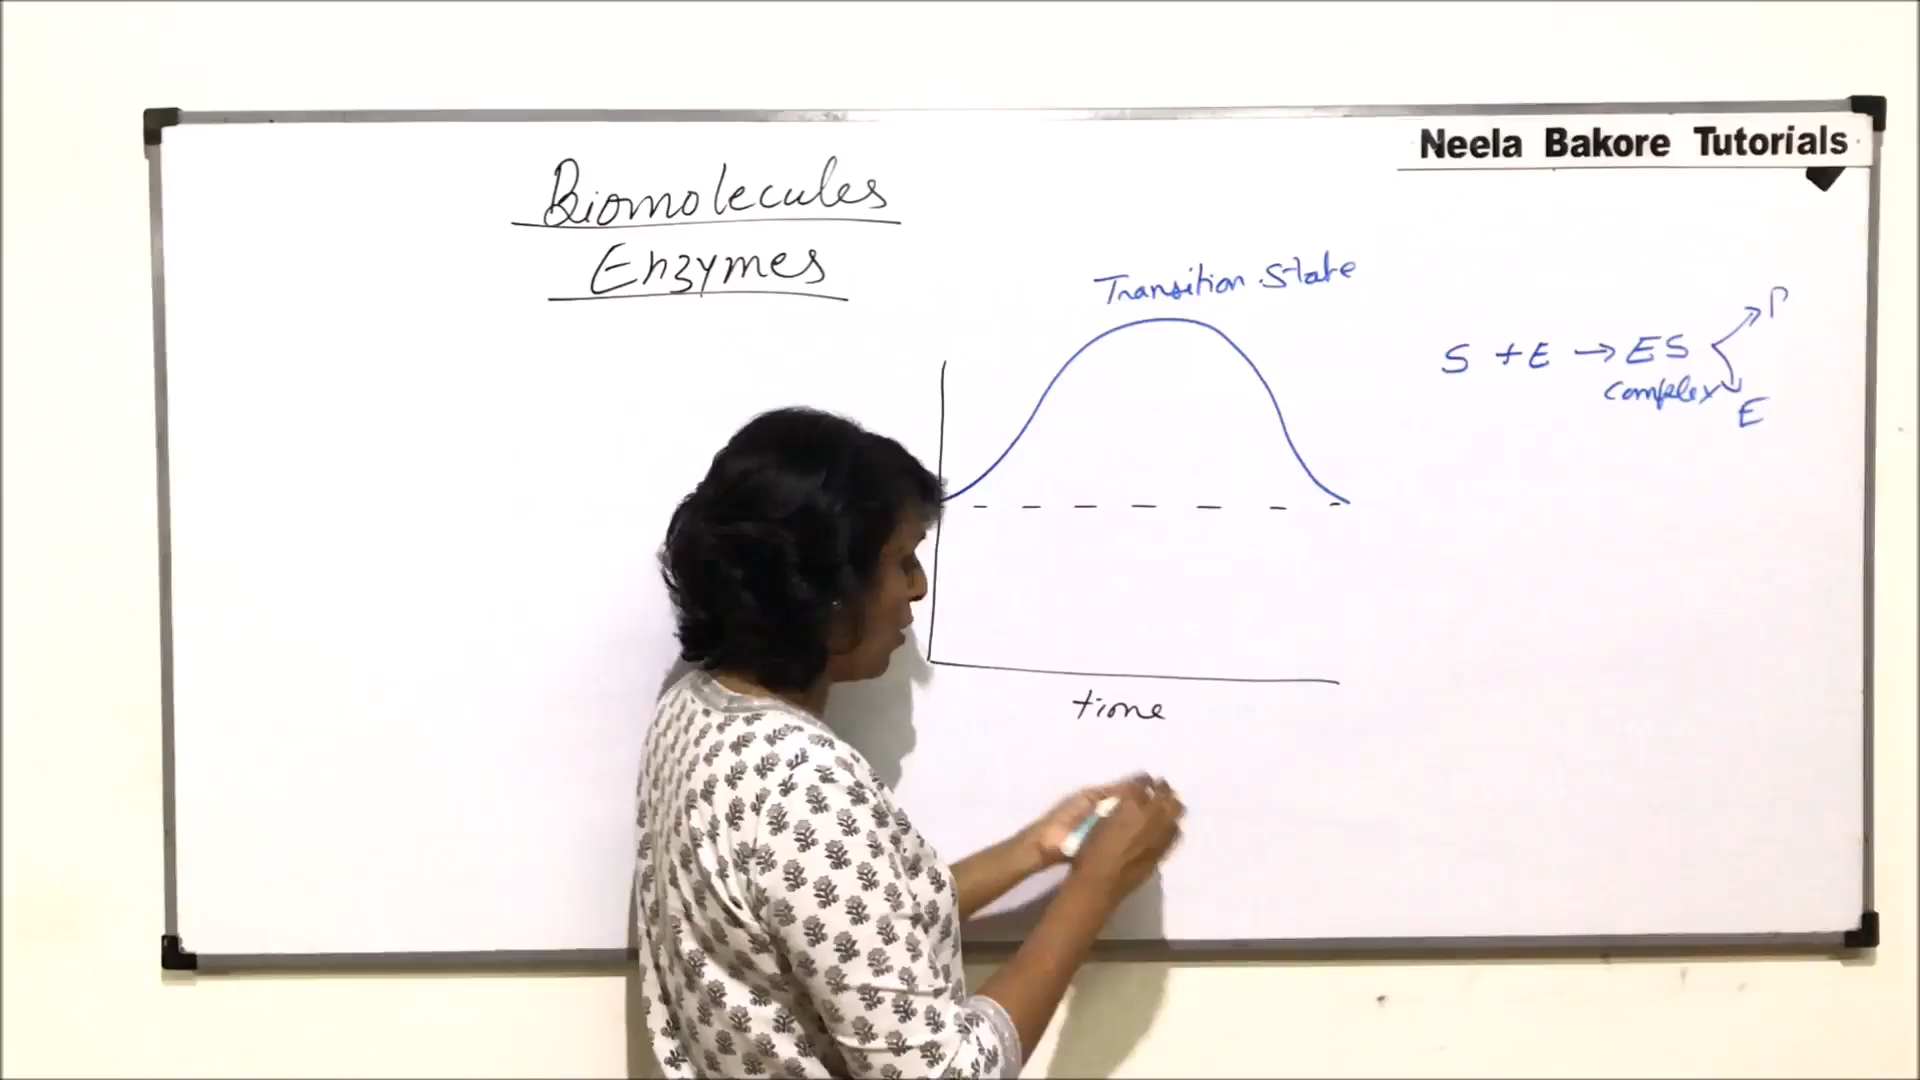 Neela Bakore Tutorials
Biomolecules
Enzymes
Transition State
S + E → ES
Complex
P
E
time